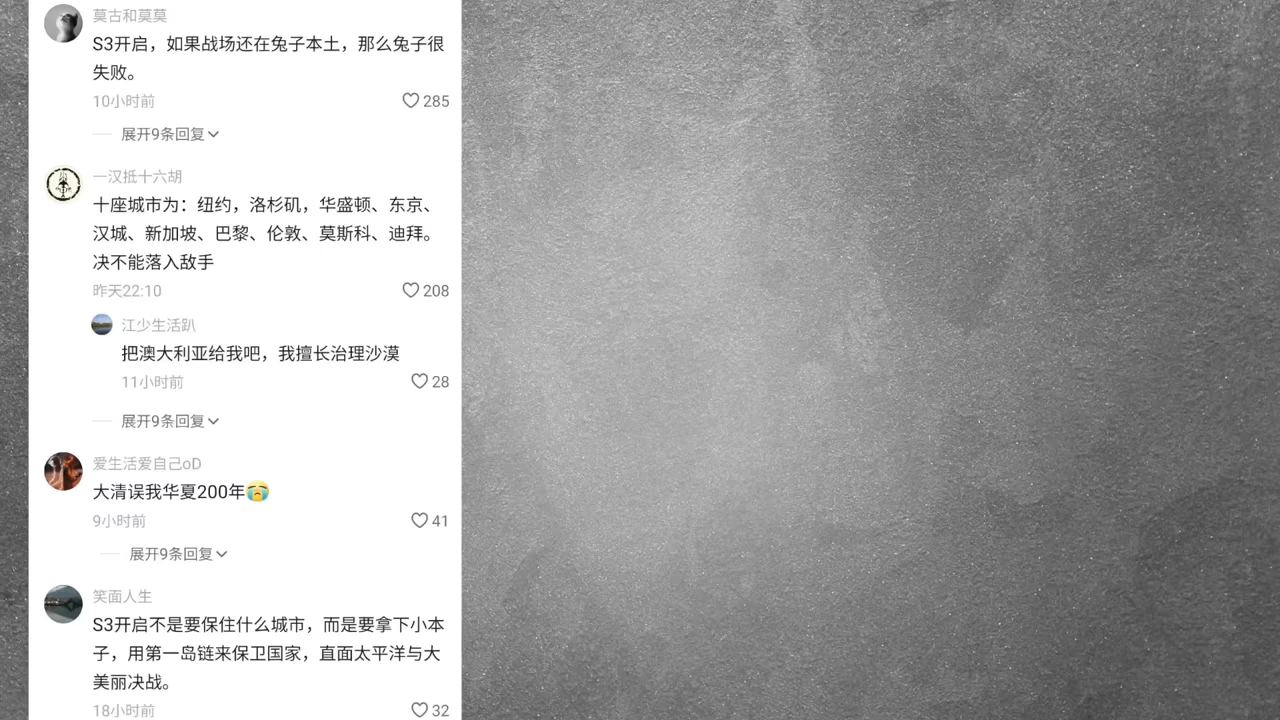 莫古和莫莫
S3开启，如果战场还在兔子本土，那么兔子很
失败。
10小时前
285
展开9条回复
一汉抵十六胡
十座城市为：纽约，洛杉矶，华盛顿、东京、
汉城、新加坡、巴黎、伦敦、莫斯科、迪拜。
决不能落入敌手
昨天22:10
208
江少生活趴
把澳大利亚给我吧，我擅长治理沙漠
11小时前
28
展开9条回复
爱生活爱自己oD
大清误我华夏200年😭
9小时前
41
展开9条回复
笑面人生
S3开启不是要保住什么城市，而是要拿下小本
子，用第一岛链来保卫国家，直面太平洋与大
美丽决战。
18小时前
32